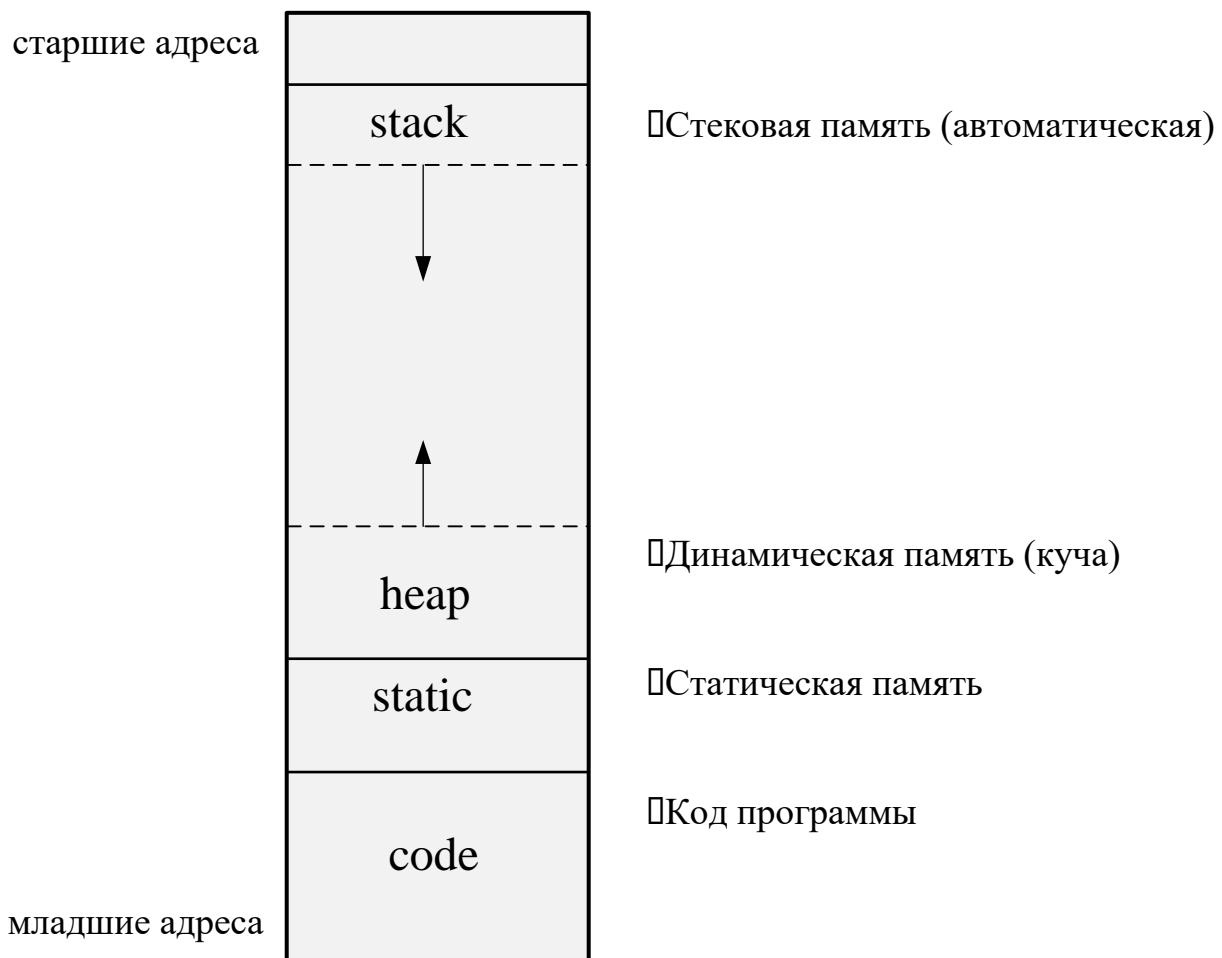 старшие адреса
stack
Стековая память (автоматическая)
Динамическая память (куча)
heap
static
Статическая память
Код программы
code
младшие адреса